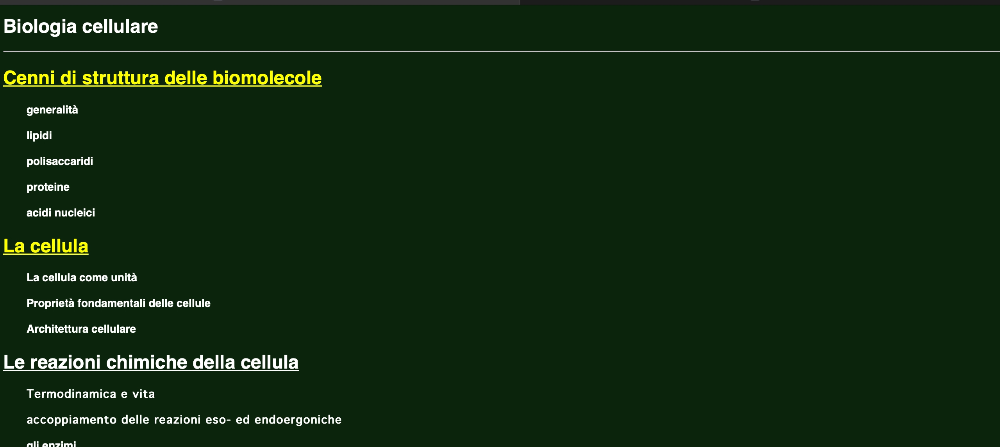 Biologia cellulare
Cenni di struttura delle biomolecole
generalità
lipidi
polisaccaridi
proteine
acidi nucleici
La cellula
La cellula come unità
Proprietà fondamentali delle cellule
Architettura cellulare
Le reazioni chimiche della cellula
Termodinamica e vita
accoppiamento delle reazioni eso- ed endoergoniche
gli enzimi